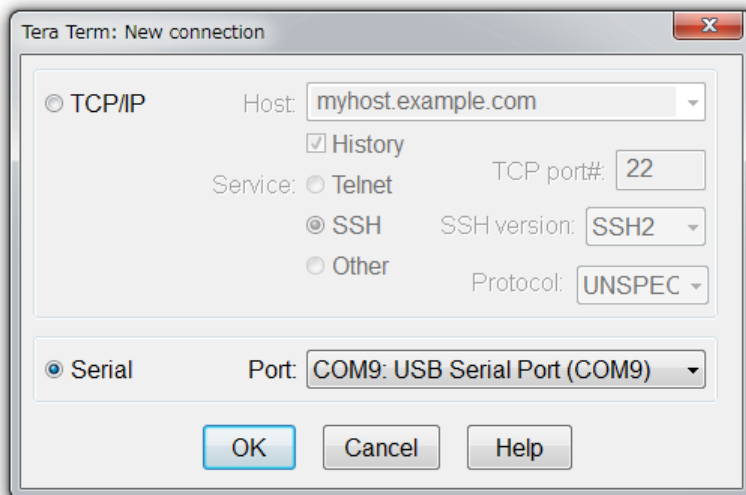 Tera Term: New connection
TCP/IP
Host: myhost.example.com
History
Service: Telnet
TCP port#: 22
SSH
SSH version: SSH2
Other
Protocol: UNSPEC
Serial
Port: COM9: USB Serial Port (COM9)
OK Cancel Help